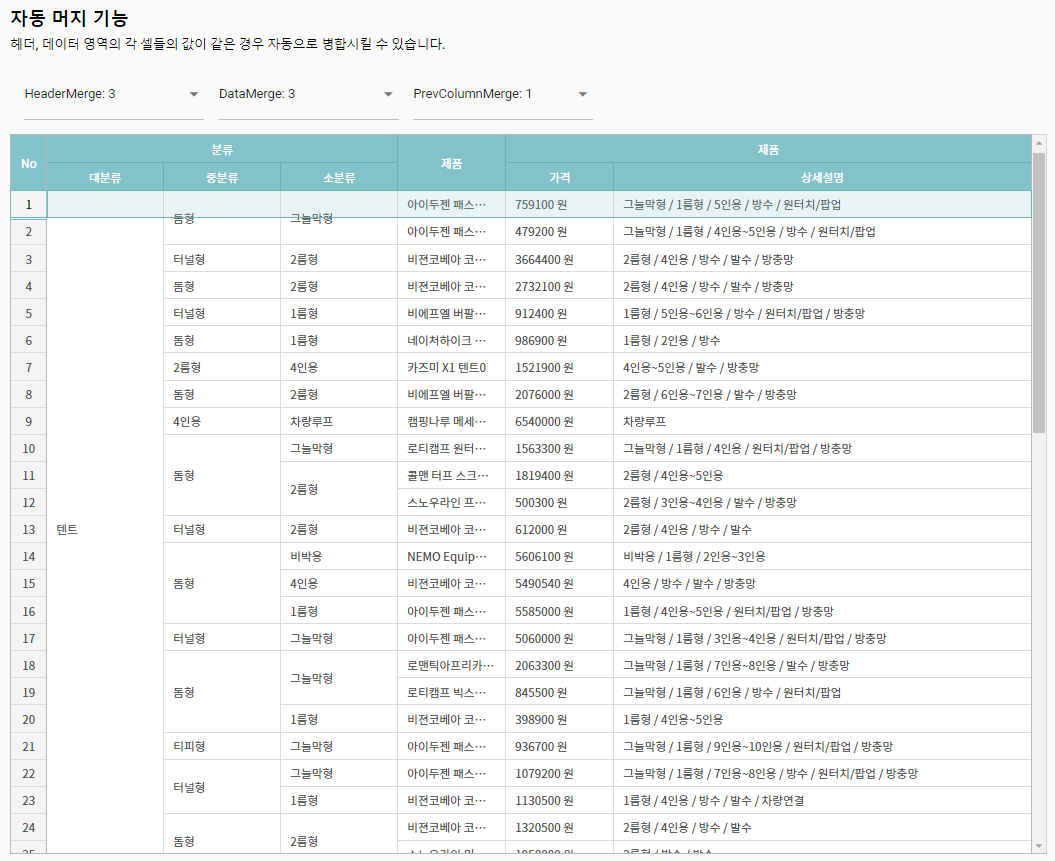 자동 머지 기능
헤더, 데이터 영역의 각 셀들의 값이 같은 경우 자동으로 병합시킬 수 있습니다.
HeaderMerge: 3 DataMerge: 3 PrevColumnMerge: 1
No 분류 제품 제품
대분류 중분류 소분류 가격 상세설명
1 돔형 그늘막형 아이두젠 패스… 759100 원 그늘막형 / 1룸형 / 5인용 / 방수 / 원터치/팝업
2 아이두젠 패스… 479200 원 그늘막형 / 1룸형 / 4인용~5인용 / 방수 / 원터치/팝업
3 터널형 2룸형 비젼코베아 코… 3664400 원 2룸형 / 4인용 / 방수 / 발수 / 방충망
4 돔형 2룸형 비젼코베아 코… 2732100 원 2룸형 / 4인용 / 방수 / 발수 / 방충망
5 터널형 1룸형 비에프엘 버팔… 912400 원 1룸형 / 5인용~6인용 / 방수 / 원터치/팝업 / 방충망
6 돔형 1룸형 네이처하이크 … 986900 원 1룸형 / 2인용 / 방수
7 2룸형 4인용 카즈미 X1 텐트0 1521900 원 4인용~5인용 / 발수 / 방충망
8 돔형 2룸형 비에프엘 버팔… 2076000 원 2룸형 / 6인용~7인용 / 발수 / 방충망
9 4인용 차량루프 캠핑나루 메세… 6540000 원 차량루프
10 그늘막형 로티캠프 원터… 1563300 원 그늘막형 / 1룸형 / 4인용 / 원터치/팝업 / 방충망
11 돔형 2룸형 콜맨 터프 스크… 1819400 원 2룸형 / 4인용~5인용
12 스노우라인 프… 500300 원 2룸형 / 3인용~4인용 / 발수 / 방충망
13 텐트 터널형 2룸형 비젼코베아 코… 612000 원 2룸형 / 4인용 / 방수 / 발수
14 비박용 NEMO Equip… 5606100 원 비박용 / 1룸형 / 2인용~3인용
15 돔형 4인용 비젼코베아 코… 5490540 원 4인용 / 방수 / 발수 / 방충망
16 1룸형 아이두젠 패스… 5585000 원 1룸형 / 4인용~5인용 / 원터치/팝업 / 방충망
17 터널형 그늘막형 아이두젠 패스… 5060000 원 그늘막형 / 1룸형 / 3인용~4인용 / 원터치/팝업 / 방충망
18 그늘막형 로맨틱아프리카… 2063300 원 그늘막형 / 1룸형 / 7인용~8인용 / 발수 / 방충망
19 돔형 로티캠프 빅스… 845500 원 그늘막형 / 1룸형 / 6인용 / 방수 / 원터치/팝업
20 1룸형 비젼코베아 코… 398900 원 1룸형 / 4인용~5인용
21 티피형 그늘막형 아이두젠 패스… 936700 원 그늘막형 / 1룸형 / 9인용~10인용 / 원터치/팝업 / 방충망
22 터널형 그늘막형 아이두젠 패스… 1079200 원 그늘막형 / 1룸형 / 7인용~8인용 / 방수 / 원터치/팝업 / 방충망
23 1룸형 비젼코베아 코… 1130500 원 1룸형 / 4인용 / 방수 / 발수 / 차량연결
24 돔형 2룸형 비젼코베아 코… 1320500 원 2룸형 / 4인용 / 방수 / 발수